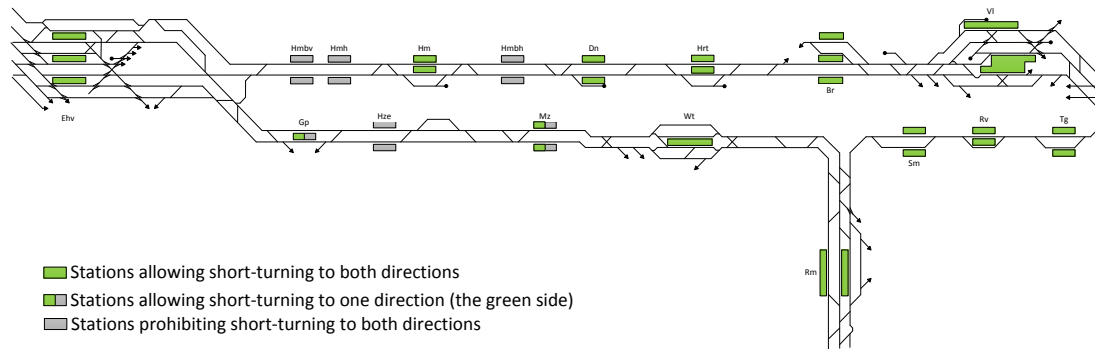 Vl
Hmbv Hmh Hm Hmbh Dn Hrt
Br
Ehv
Gp Hze Mz Wt Rv Tg
Sm
Rm
Stations allowing short-turning to both directions
Stations allowing short-turning to one direction (the green side)
Stations prohibiting short-turning to both directions